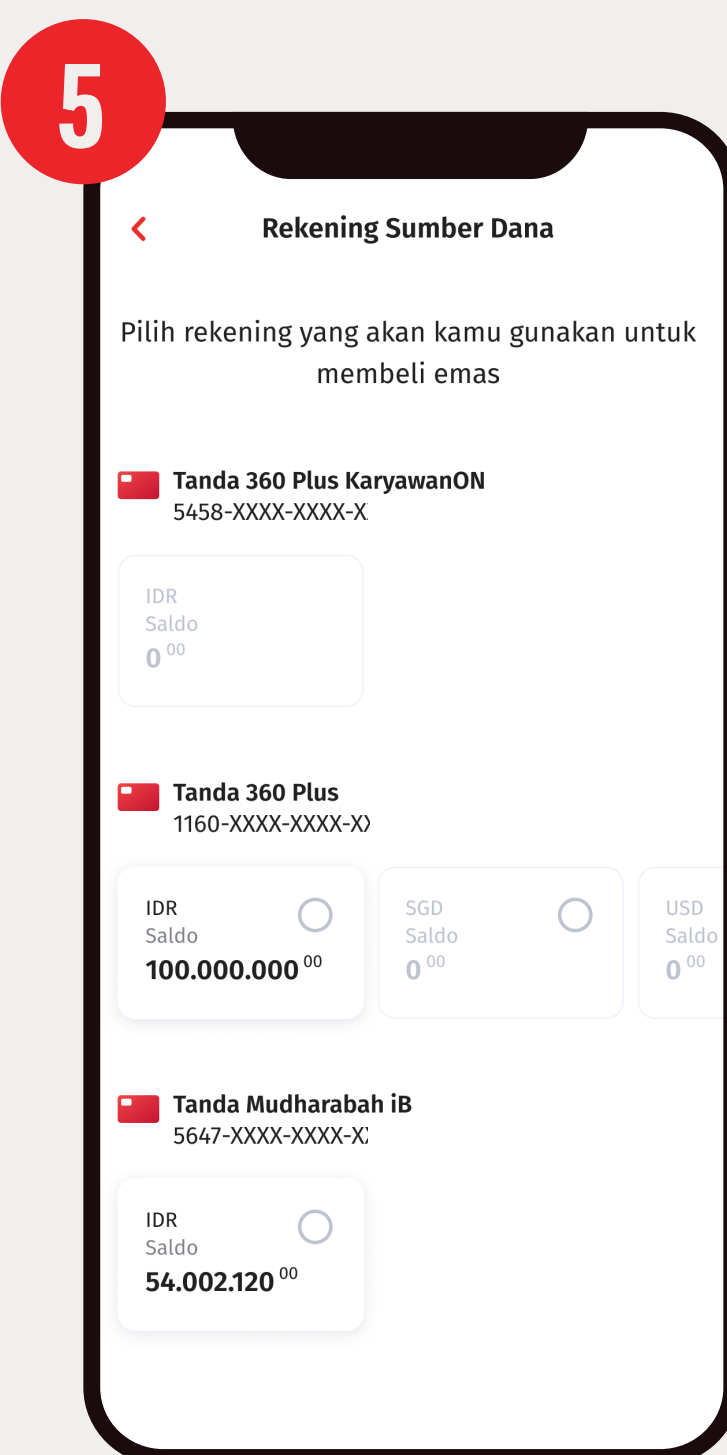 5
Rekening Sumber Dana
Pilih rekening yang akan kamu gunakan untuk
membeli emas
Tanda 360 Plus KaryawanON
5458-XXXX-XXXX-X
IDR
Saldo
0 00
Tanda 360 Plus
1160-XXXX-XXXX-XX
IDR
Saldo
100.000.000 00
SGD
Saldo
0 00
USD
Saldo
0 00
Tanda Mudharabah iB
5647-XXXX-XXXX-X
IDR
Saldo
54.002.120 00